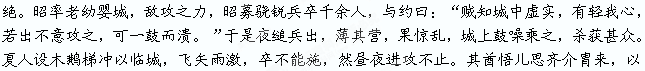 绝。昭率老幼婴城，敌攻之力，昭募骁锐兵卒千余人，与约曰：“贼知城中虚实，有轻我心，
若出不意攻之，可一鼓而溃。”于是夜缒兵出，薄其营，果惊乱，城上鼓噪乘之，杀获甚众。
夏人设木鹅梯冲以临城，飞矢雨激，卒不能施，然昼夜进攻不止。其酋悟儿思齐介胄来，以